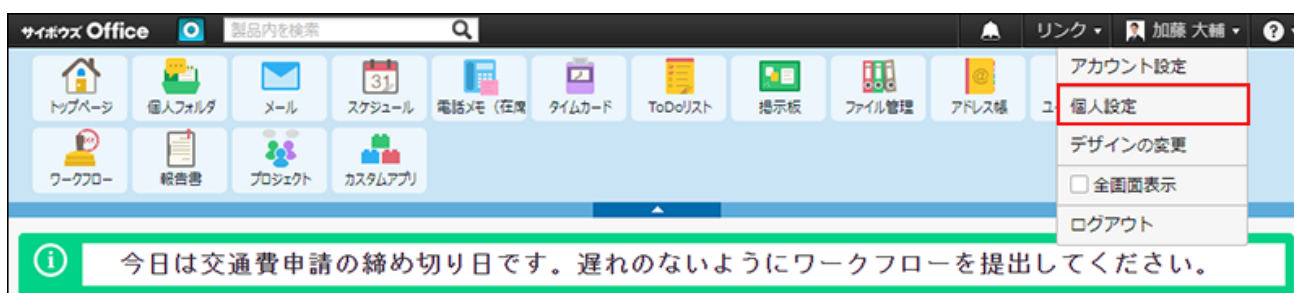 サイボウズ Office 製品内を検索 リンク 加藤 大輔 ?
トップページ 個人フォルダ メール スケジュール 電話メモ（在席 タイムカード ToDoリスト 掲示板 ファイル管理 アドレス帳 ユ
31
ワークフロー 報告書 プロジェクト カスタムアプリ
アカウント設定
個人設定
デザインの変更
全画面表示
ログアウト
今日は交通費申請の締め切り日です。遅れのないようにワークフローを提出してください。